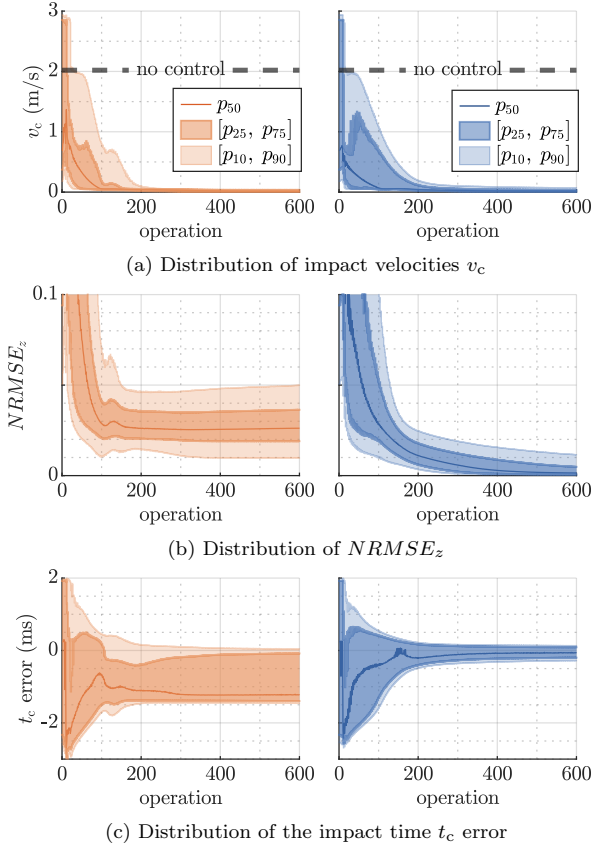 3
2
1
0
v_c (m/s)
no control
p_50
[p_25, p_75]
[p_10, p_90]
0 200 400 600
operation
no control
p_50
[p_25, p_75]
[p_10, p_90]
0 200 400 600
operation
(a) Distribution of impact velocities v_c
0.1
0
NRMSE_z
0 200 400 600
operation
0 200 400 600
operation
(b) Distribution of NRMSE_z
2
0
-2
t_c error (ms)
0 200 400 600
operation
0 200 400 600
operation
(c) Distribution of the impact time t_c error